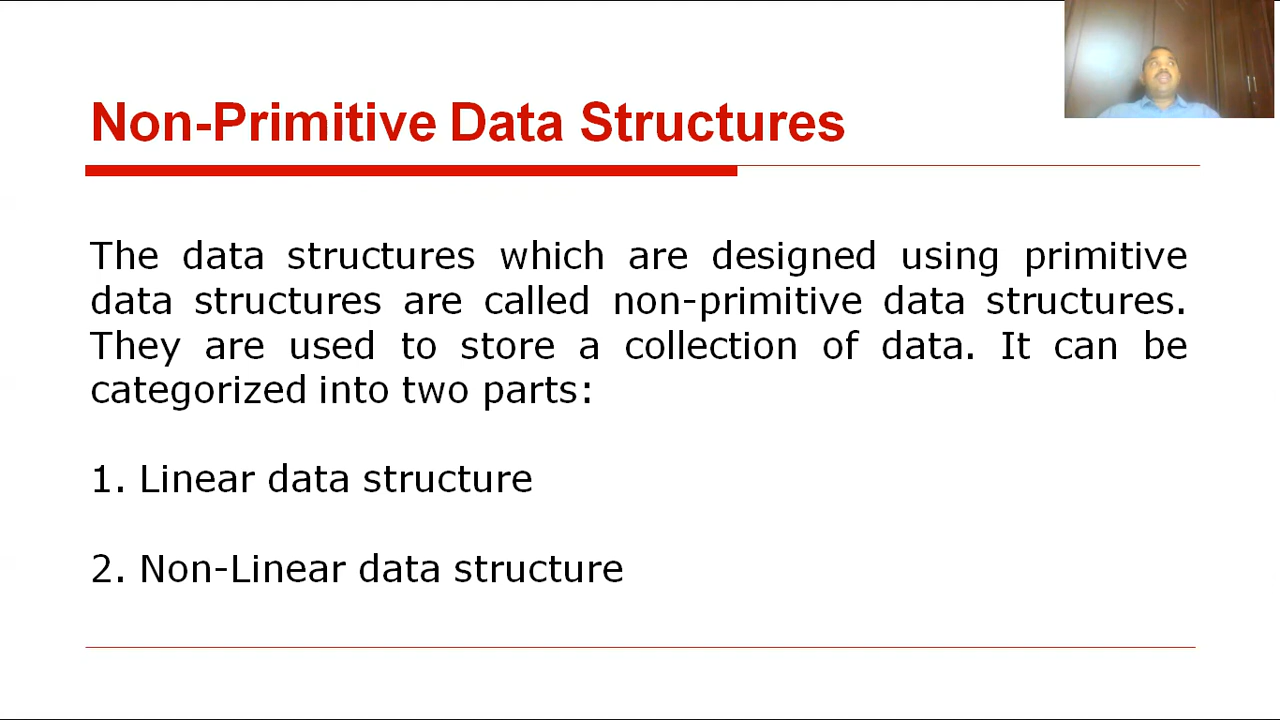 Non-Primitive Data Structures
The data structures which are designed using primitive
data structures are called non-primitive data structures.
They are used to store a collection of data. It can be
categorized into two parts:
1. Linear data structure
2. Non-Linear data structure